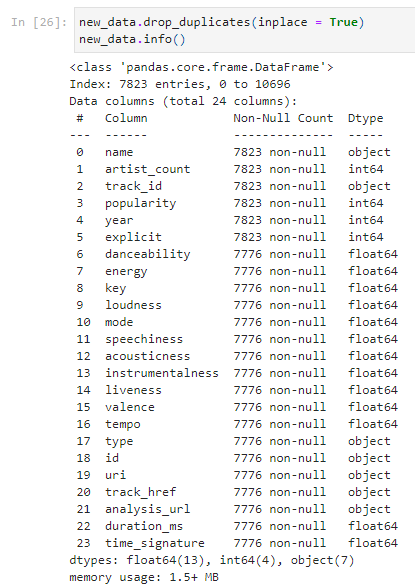 In [26]: new_data.drop_duplicates(inplace = True)
new_data.info()
<class 'pandas.core.frame.DataFrame'>
Index: 7823 entries, 0 to 10696
Data columns (total 24 columns):
 #   Column            Non-Null Count  Dtype
---  ------            --------------  -----
 0   name              7823 non-null   object
 1   artist_count      7823 non-null   int64
 2   track_id          7823 non-null   object
 3   popularity        7823 non-null   int64
 4   year              7823 non-null   int64
 5   explicit          7823 non-null   int64
 6   danceability      7776 non-null   float64
 7   energy            7776 non-null   float64
 8   key               7776 non-null   float64
 9   loudness          7776 non-null   float64
 10  mode              7776 non-null   float64
 11  speechiness       7776 non-null   float64
 12  acousticness      7776 non-null   float64
 13  instrumentalness  7776 non-null   float64
 14  liveness          7776 non-null   float64
 15  valence           7776 non-null   float64
 16  tempo             7776 non-null   float64
 17  type              7776 non-null   object
 18  id                7776 non-null   object
 19  uri               7776 non-null   object
 20  track_href        7776 non-null   object
 21  analysis_url      7776 non-null   object
 22  duration_ms       7776 non-null   float64
 23  time_signature    7776 non-null   float64
dtypes: float64(13), int64(4), object(7)
memory usage: 1.5+ MB